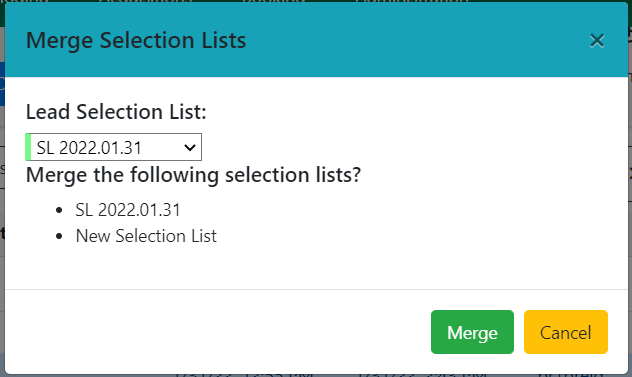 Merge Selection Lists
×
Lead Selection List:
SL 2022.01.31
Merge the following selection lists?
• SL 2022.01.31
• New Selection List
Merge Cancel